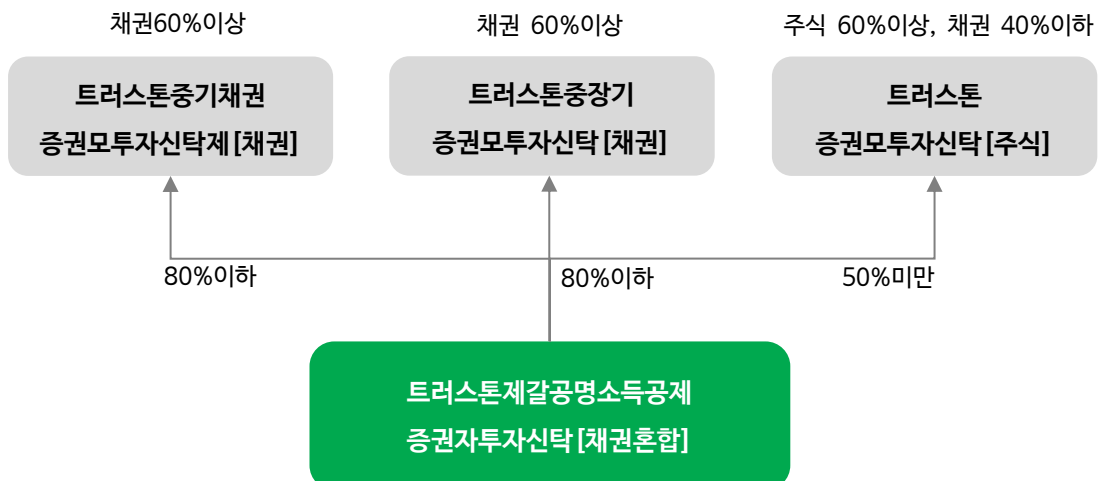 채권60%이상
채권 60%이상
주식 60%이상, 채권 40%이하
트러스톤중기채권
증권모투자신탁제[채권]
트러스톤중장기
증권모투자신탁[채권]
트러스톤
증권모투자신탁[주식]
80%이하
80%이하
50%미만
트러스톤제갈공명소득공제
증권자투자신탁[채권혼합]